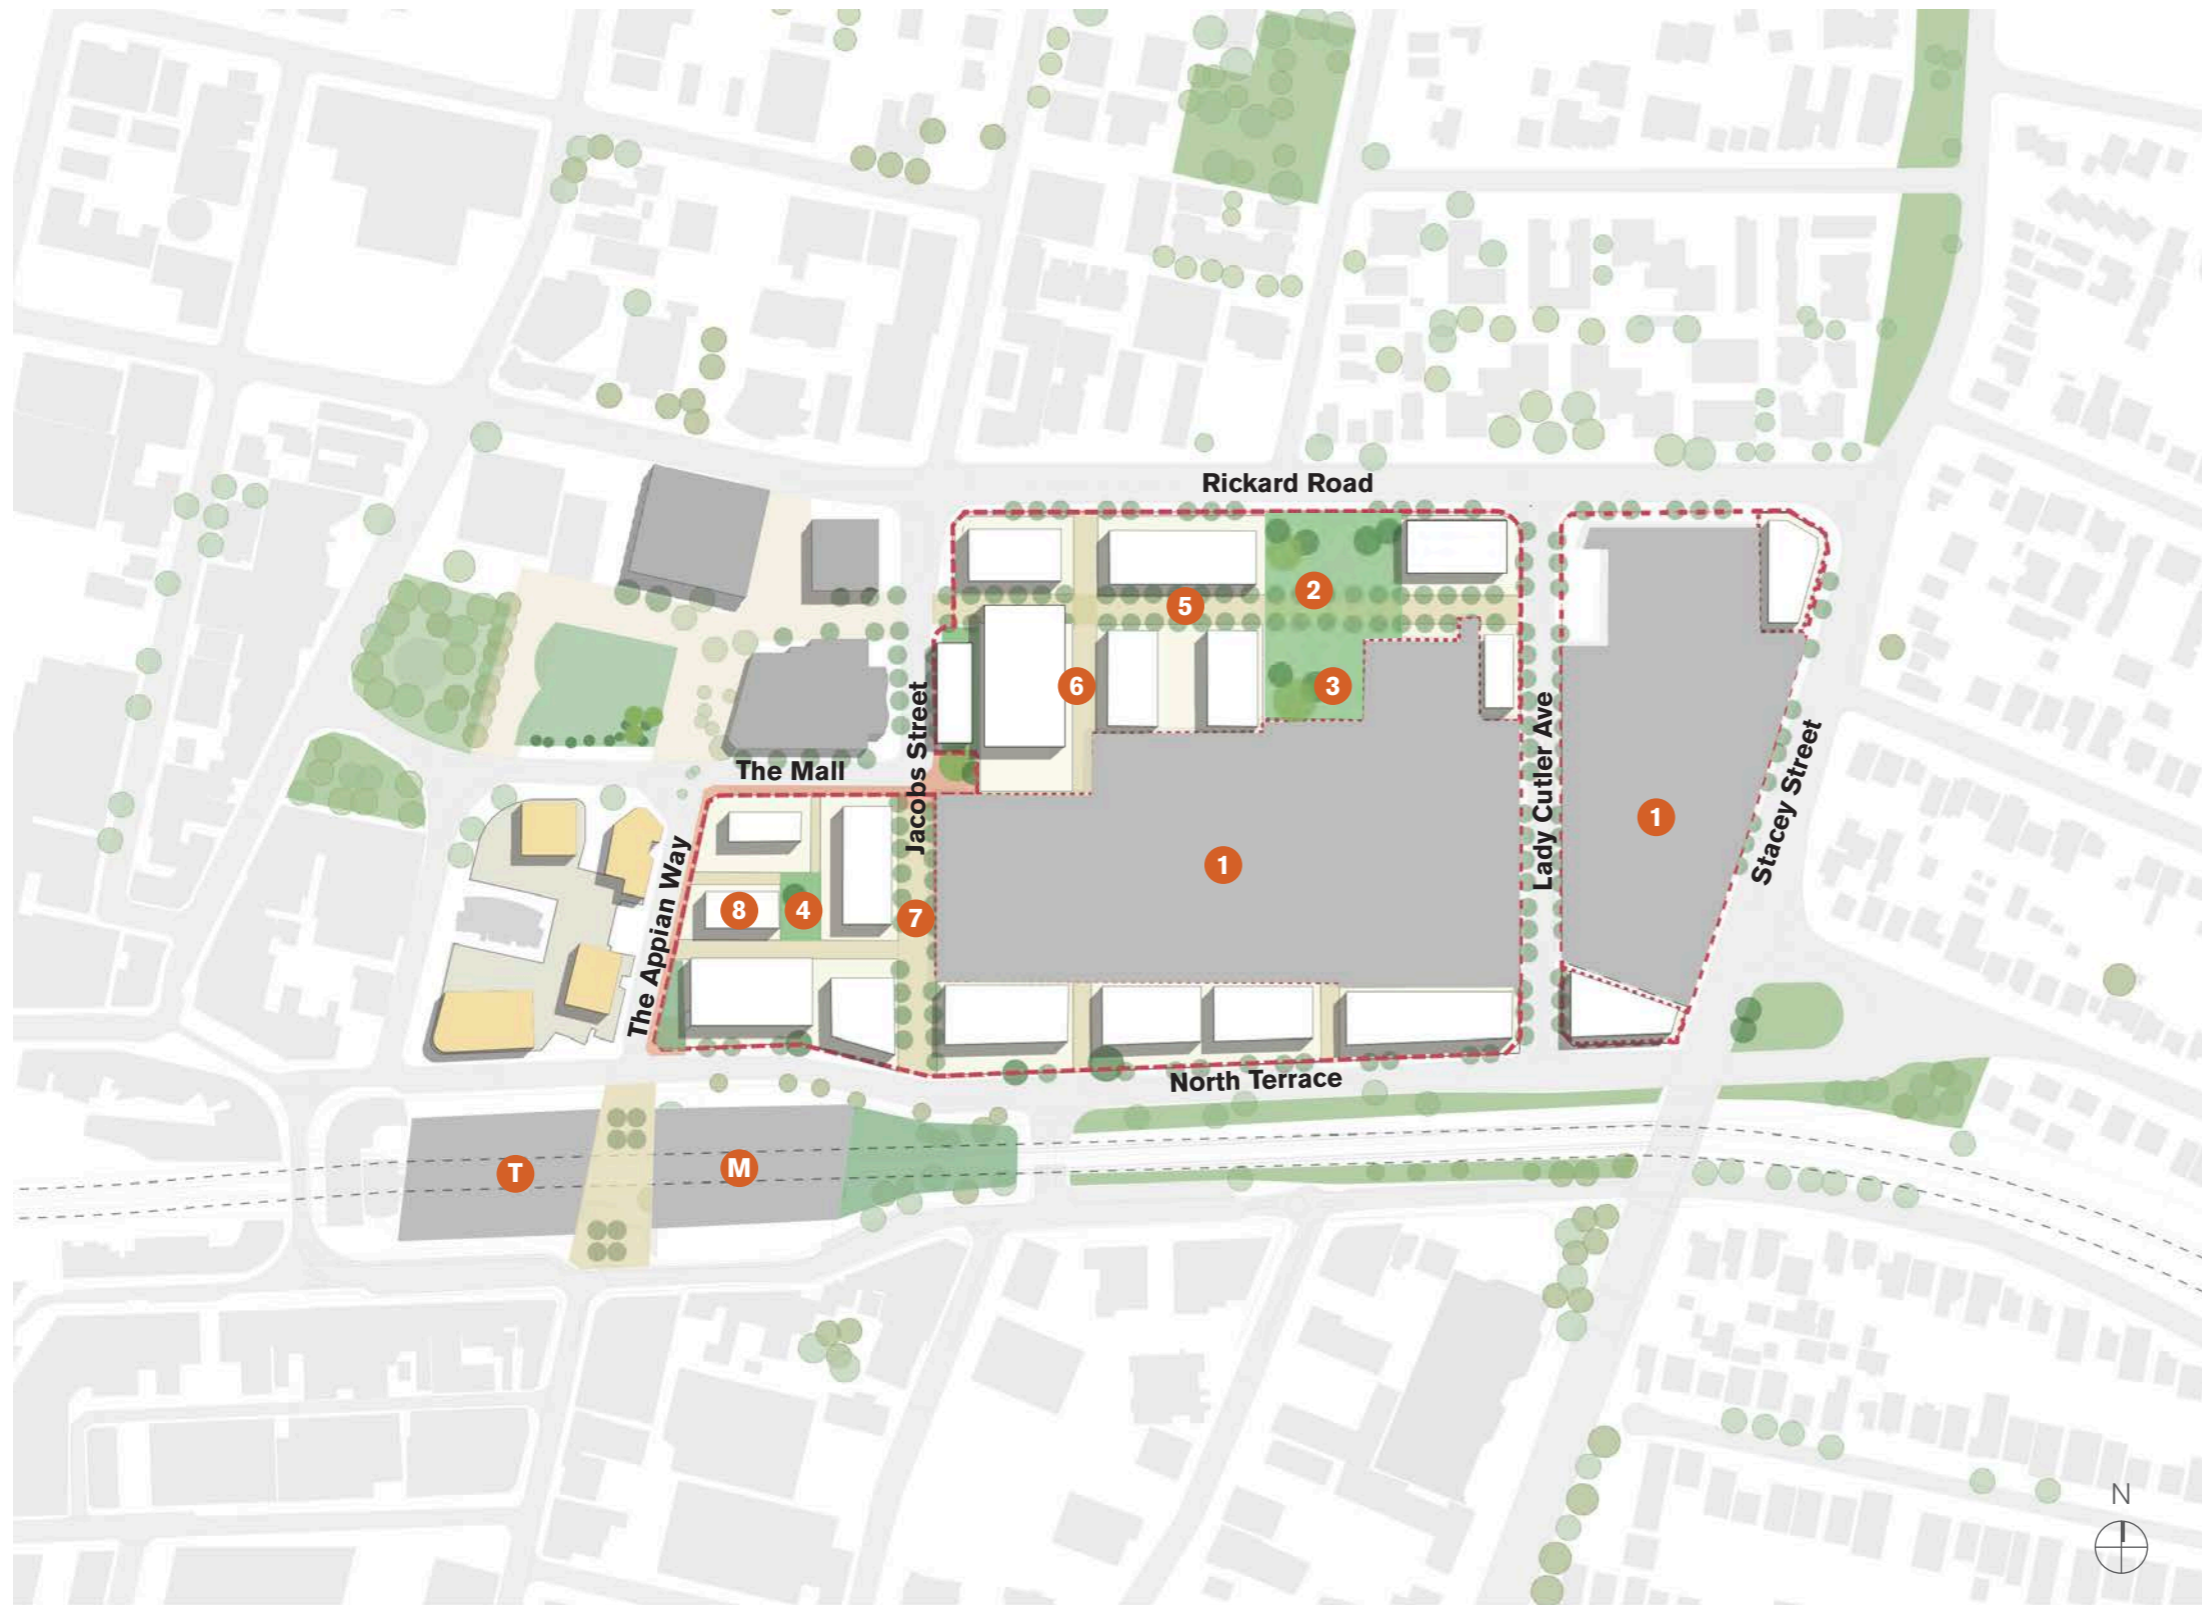 Rickard Road
2
5
6
3
Jacobs Street
Lady Cutler Ave
Stacey Street
The Mall
1
1
The Appian Way
8
4
7
North Terrace
T
M
N